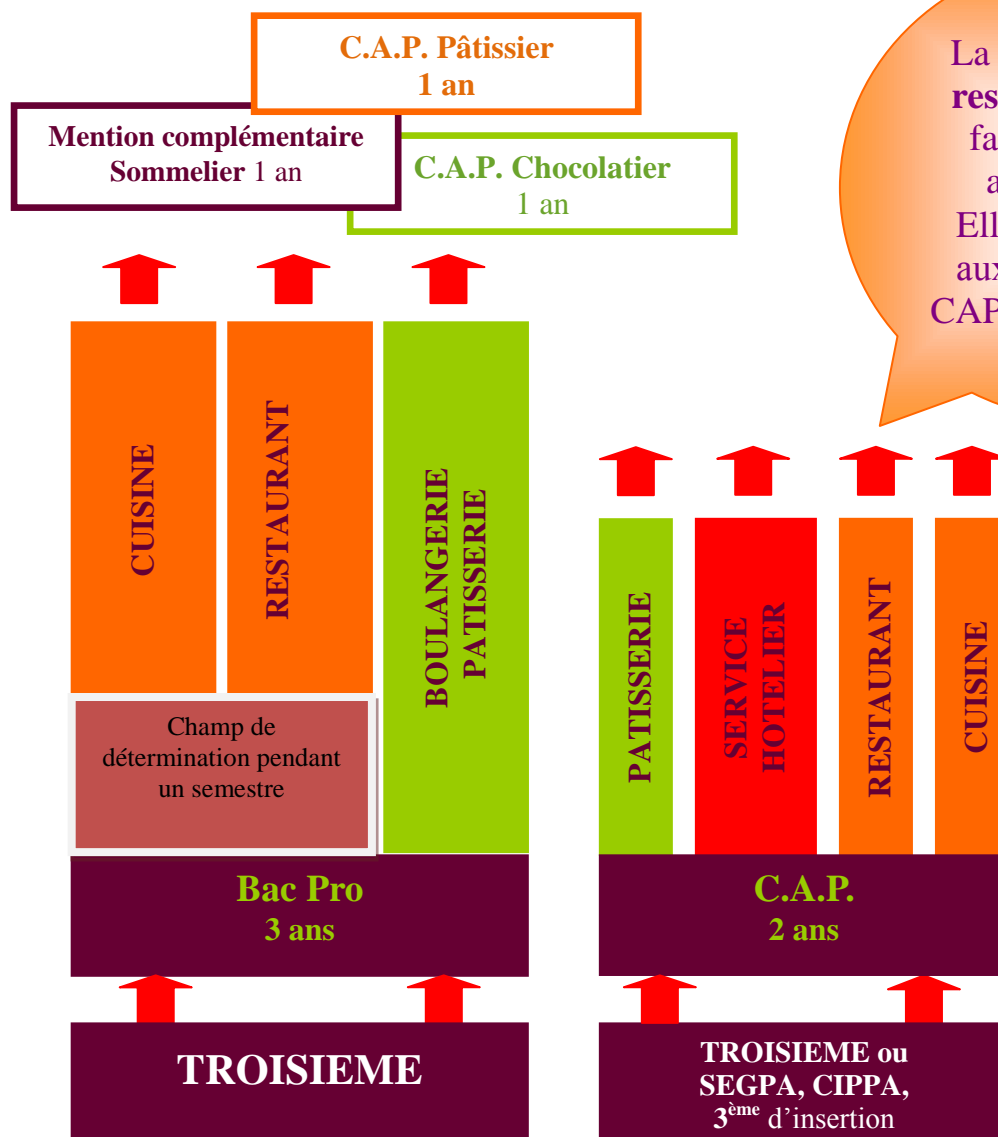 C.A.P. Pâtissier
1 an
Mention complémentaire
Sommelier 1 an
C.A.P. Chocolatier
1 an
La
res
fa
a
Ell
aux
CAP
CUISINE
RESTAURANT
BOULANGERIE
PATISSERIE
Champ de
détermination pendant
un semestre
Bac Pro
3 ans
TROISIEME
PATISSERIE
SERVICE
HOTELIER
RESTAURANT
CUISINE
C.A.P.
2 ans
TROISIEME ou
SEGPA, CIPPA,
3ème d’insertion